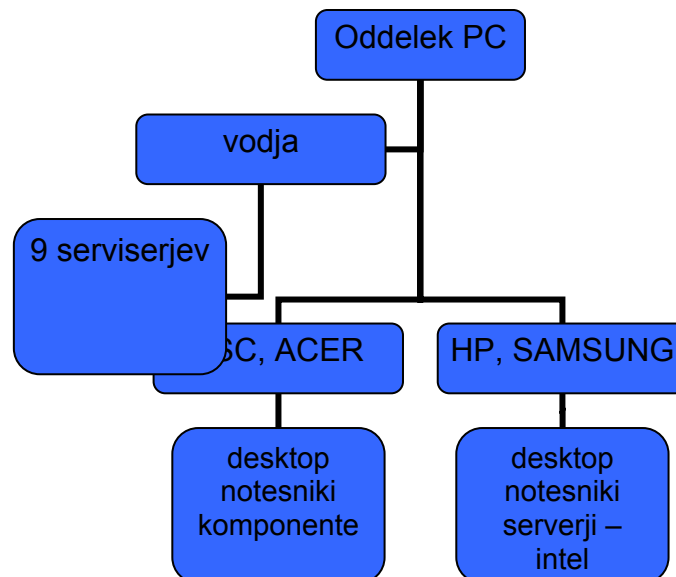 Oddelek PC
vodja
9 serviserjev
SC, ACER
HP, SAMSUNG
desktop
notesniki
komponente
desktop
notesniki
serverji –
intel